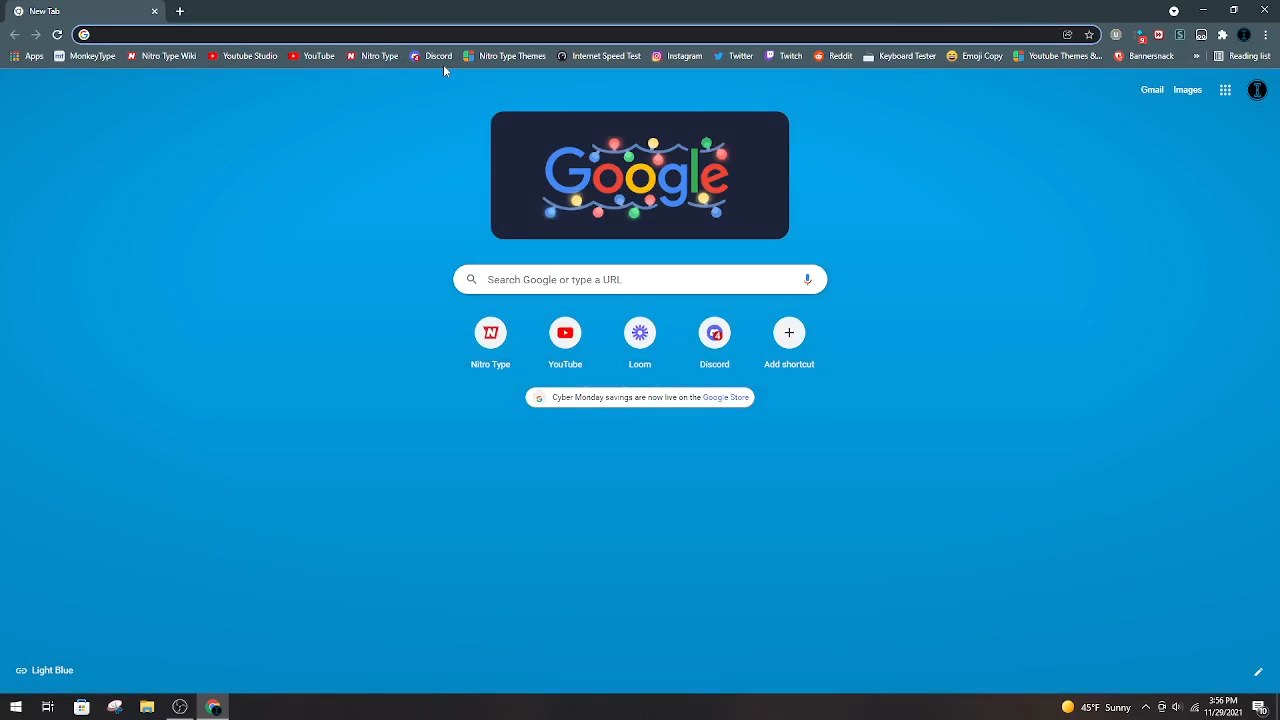 New Tab
Apps MonkeyType Nitro Type Wiki Youtube Studio YouTube Nitro Type Discord Nitro Type Themes Internet Speed Test Instagram Twitter Twitch Reddit Keyboard Tester Emoji Copy Youtube Themes &... Bannersnack » Reading list
Gmail Images
Google
Search Google or type a URL
Nitro Type YouTube Loom Discord Add shortcut
Cyber Monday savings are now live on the Google Store
Light Blue
45°F Sunny
3:56 PM
11/29/2021